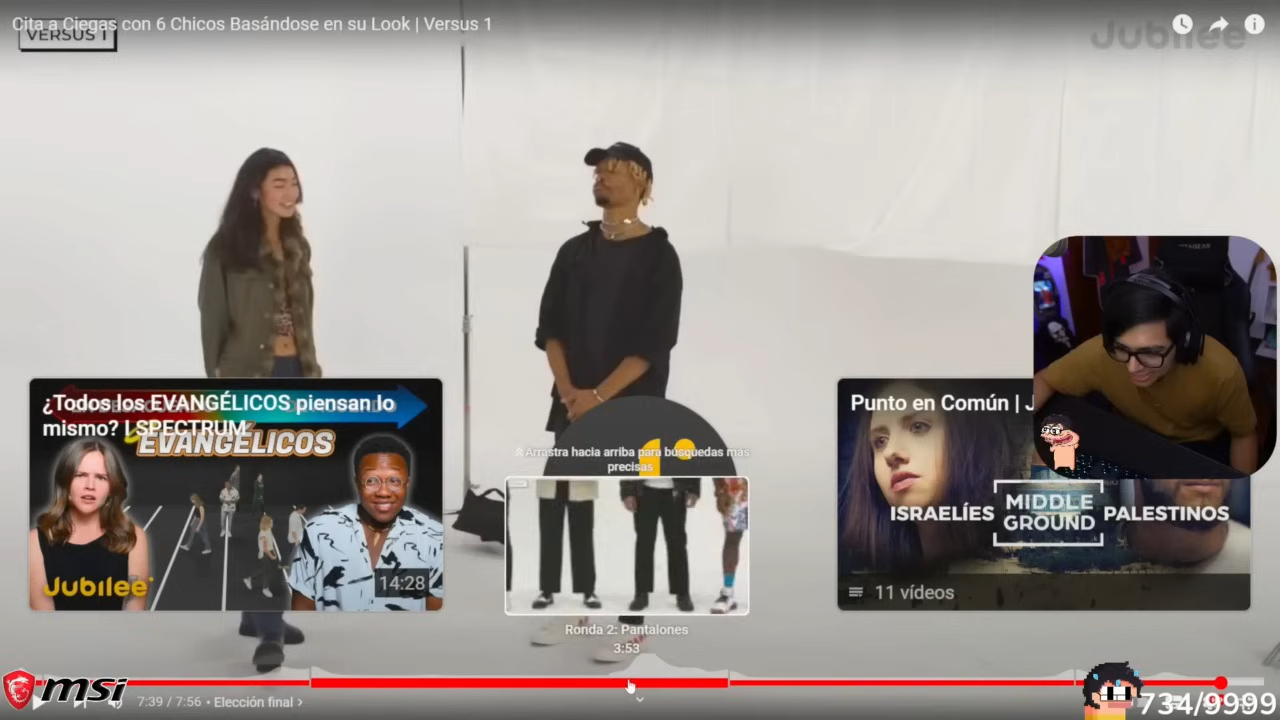 Cita a Ciegas con 6 Chicos Basándose en su Look | Versus 1
VERSUS 1
Jubilee
¿Todos los EVANGÉLICOS piensan lo
mismo? | SPECTRUM
EVANGÉLICOS
Jubilee
14:28
Arrastra hacia arriba para búsquedas más
precisas
Ronda 2: Pantalones
3:53
Punto en Común | J
ISRAELÍES
MIDDLE
GROUND
PALESTINOS
11 vídeos
msi
7:39 / 7:56 • Elección final ›
734/9999